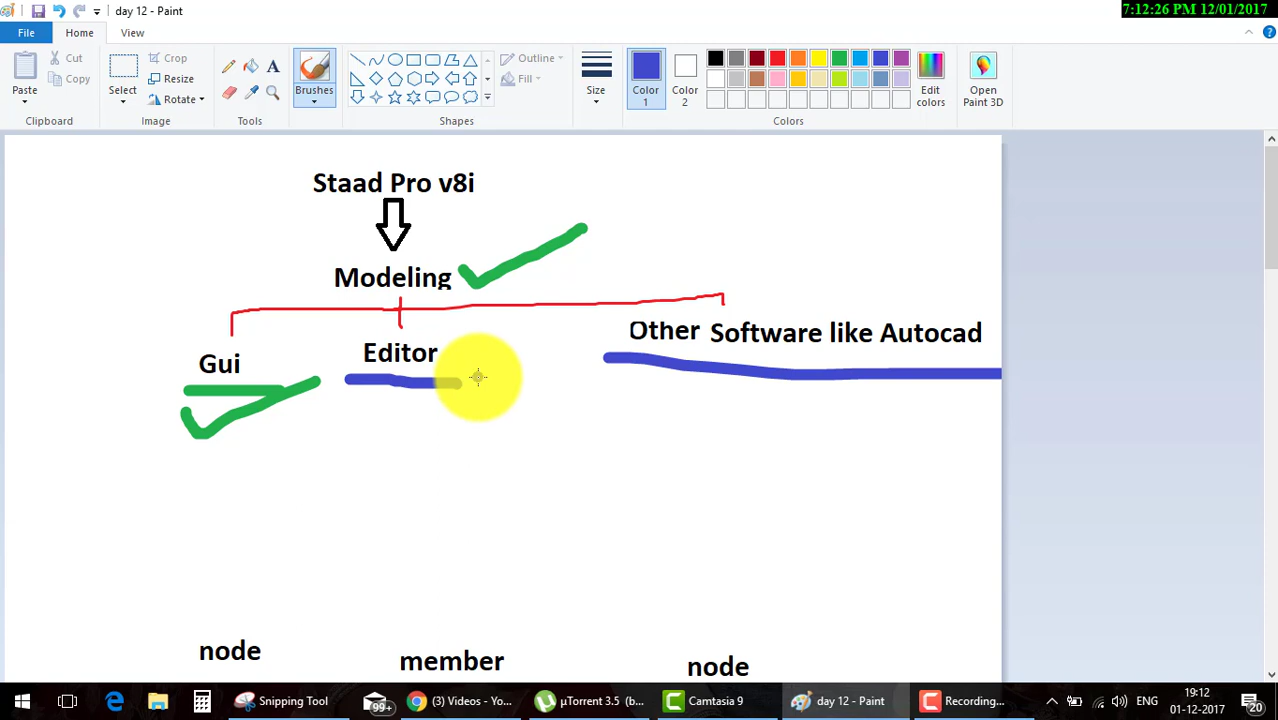 7:12:26 PM 12/01/2017
day 12 - Paint
File Home View
Paste
Cut
Copy
Clipboard
Select
Crop
Resize
Rotate
Image
Tools
Brushes
Shapes
Outline
Fill
Size
Color 1
Color 2
Colors
Edit colors
Open Paint 3D
Staad Pro v8i
Modeling
Gui Editor Other Software like Autocad
node member node
Snipping Tool
99+
(3) Videos - Yo...
µTorrent 3.5 (b...
Camtasia 9
day 12 - Paint
Recording...
ENG
19:12
01-12-2017
20